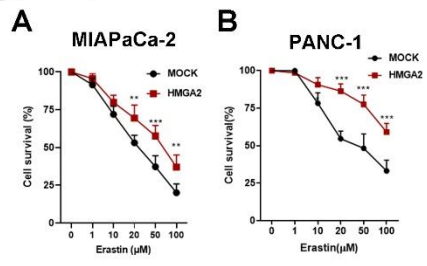 A
MIAPaCa-2
MOCK
HMGA2
Cell survival (%)
100
75
50
25
0
**
***
**
0 1 10 20 50 100
Erastin (μM)
B
PANC-1
MOCK
HMGA2
Cell survival(%)
100
75
50
25
0
***
***
***
0 1 10 20 50 100
Erastin(μM)